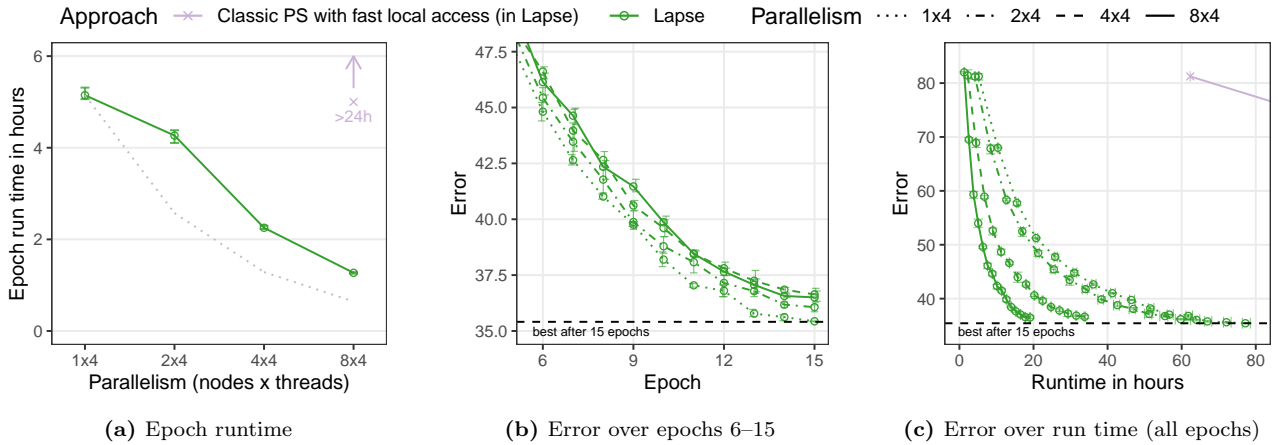 Approach Classic PS with fast local access (in Lapse) Lapse Parallelism 1x4 2x4 4x4 8x4
6
4
2
0
Epoch run time in hours
>24h
1x4 2x4 4x4 8x4
Parallelism (nodes x threads)
(a) Epoch runtime
47.5
45.0
42.5
40.0
37.5
35.0
Error
best after 15 epochs
6 9 12 15
Epoch
(b) Error over epochs 6–15
80
70
60
50
40
Error
best after 15 epochs
0 20 40 60 80
Runtime in hours
(c) Error over run time (all epochs)